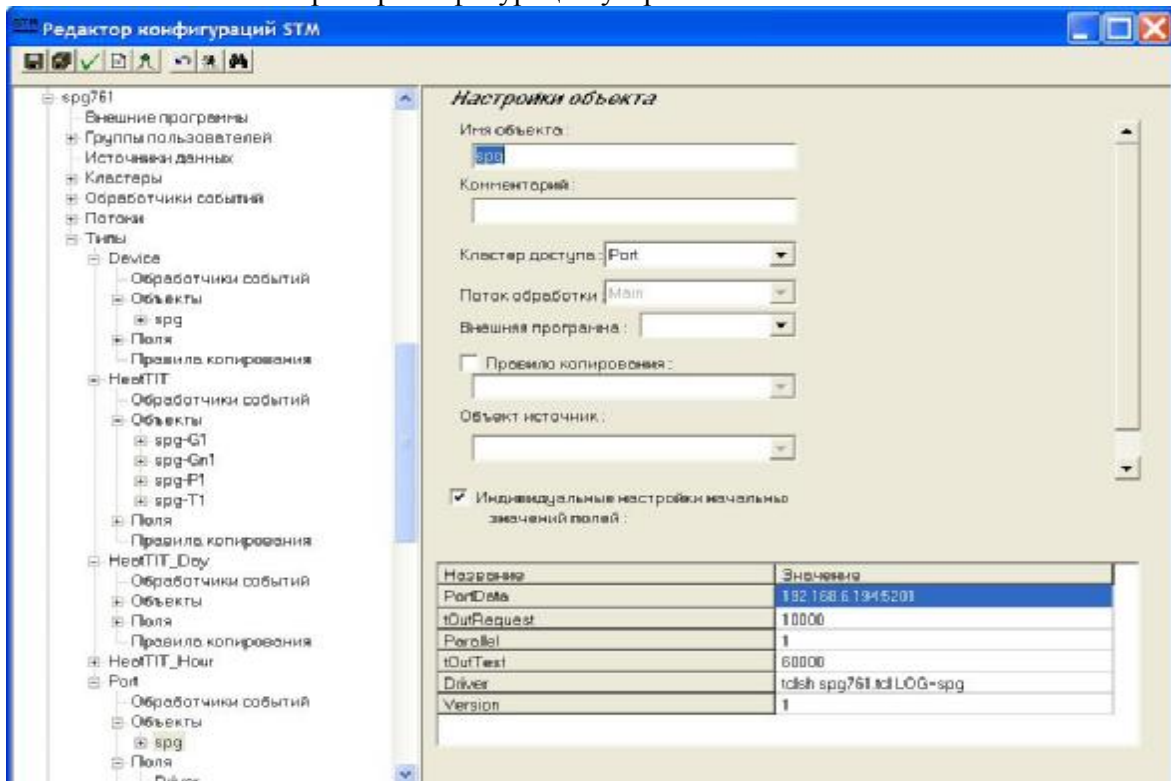 Редактор конфигураций STM
spg761
Внешние программы
Группы пользователей
Источники данных
Кластеры
Обработчики событий
Потоки
Типы
Device
Обработчики событий
Объекты
spg
Поля
Правила копирования
HeatTIT
Обработчики событий
Объекты
spg-G1
spg-Gn1
spg-P1
spg-T1
Поля
Правила копирования
HeatTIT_Day
Обработчики событий
Объекты
Поля
Правила копирования
HeatTIT_Hour
Port
Обработчики событий
Объекты
spg
Поля
Настройки объекта
Имя объекта :
spg
Комментарий :
Кластер доступа : Port
Поток обработки : Main
Внешняя программа :
Правило копирования :
Объект источник :
Индивидуальные настройки начальны
значений полей :
Название Значение
PortData 192.168.6.194:5201
tOutRequest 10000
Parallel 1
tOutTest 60000
Driver tclsh spg761.tcl LOG=spg
Version 1